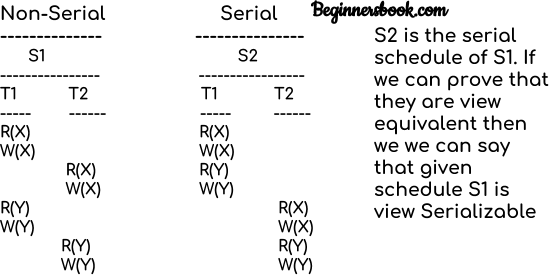 Non-Serial Serial Beginnersbook.com
-------------- ---------------
S1 S2
----------------- ------------------
T1 T2 T1 T2
----- ------ ----- ------
R(X) R(X)
W(X) W(X)
R(X) R(Y)
W(X) W(Y)
R(Y) R(X)
W(Y) W(X)
R(Y) R(Y)
W(Y) W(Y)
S2 is the serial
schedule of S1. If
we can prove that
they are view
equivalent then
we we can say
that given
schedule S1 is
view Serializable